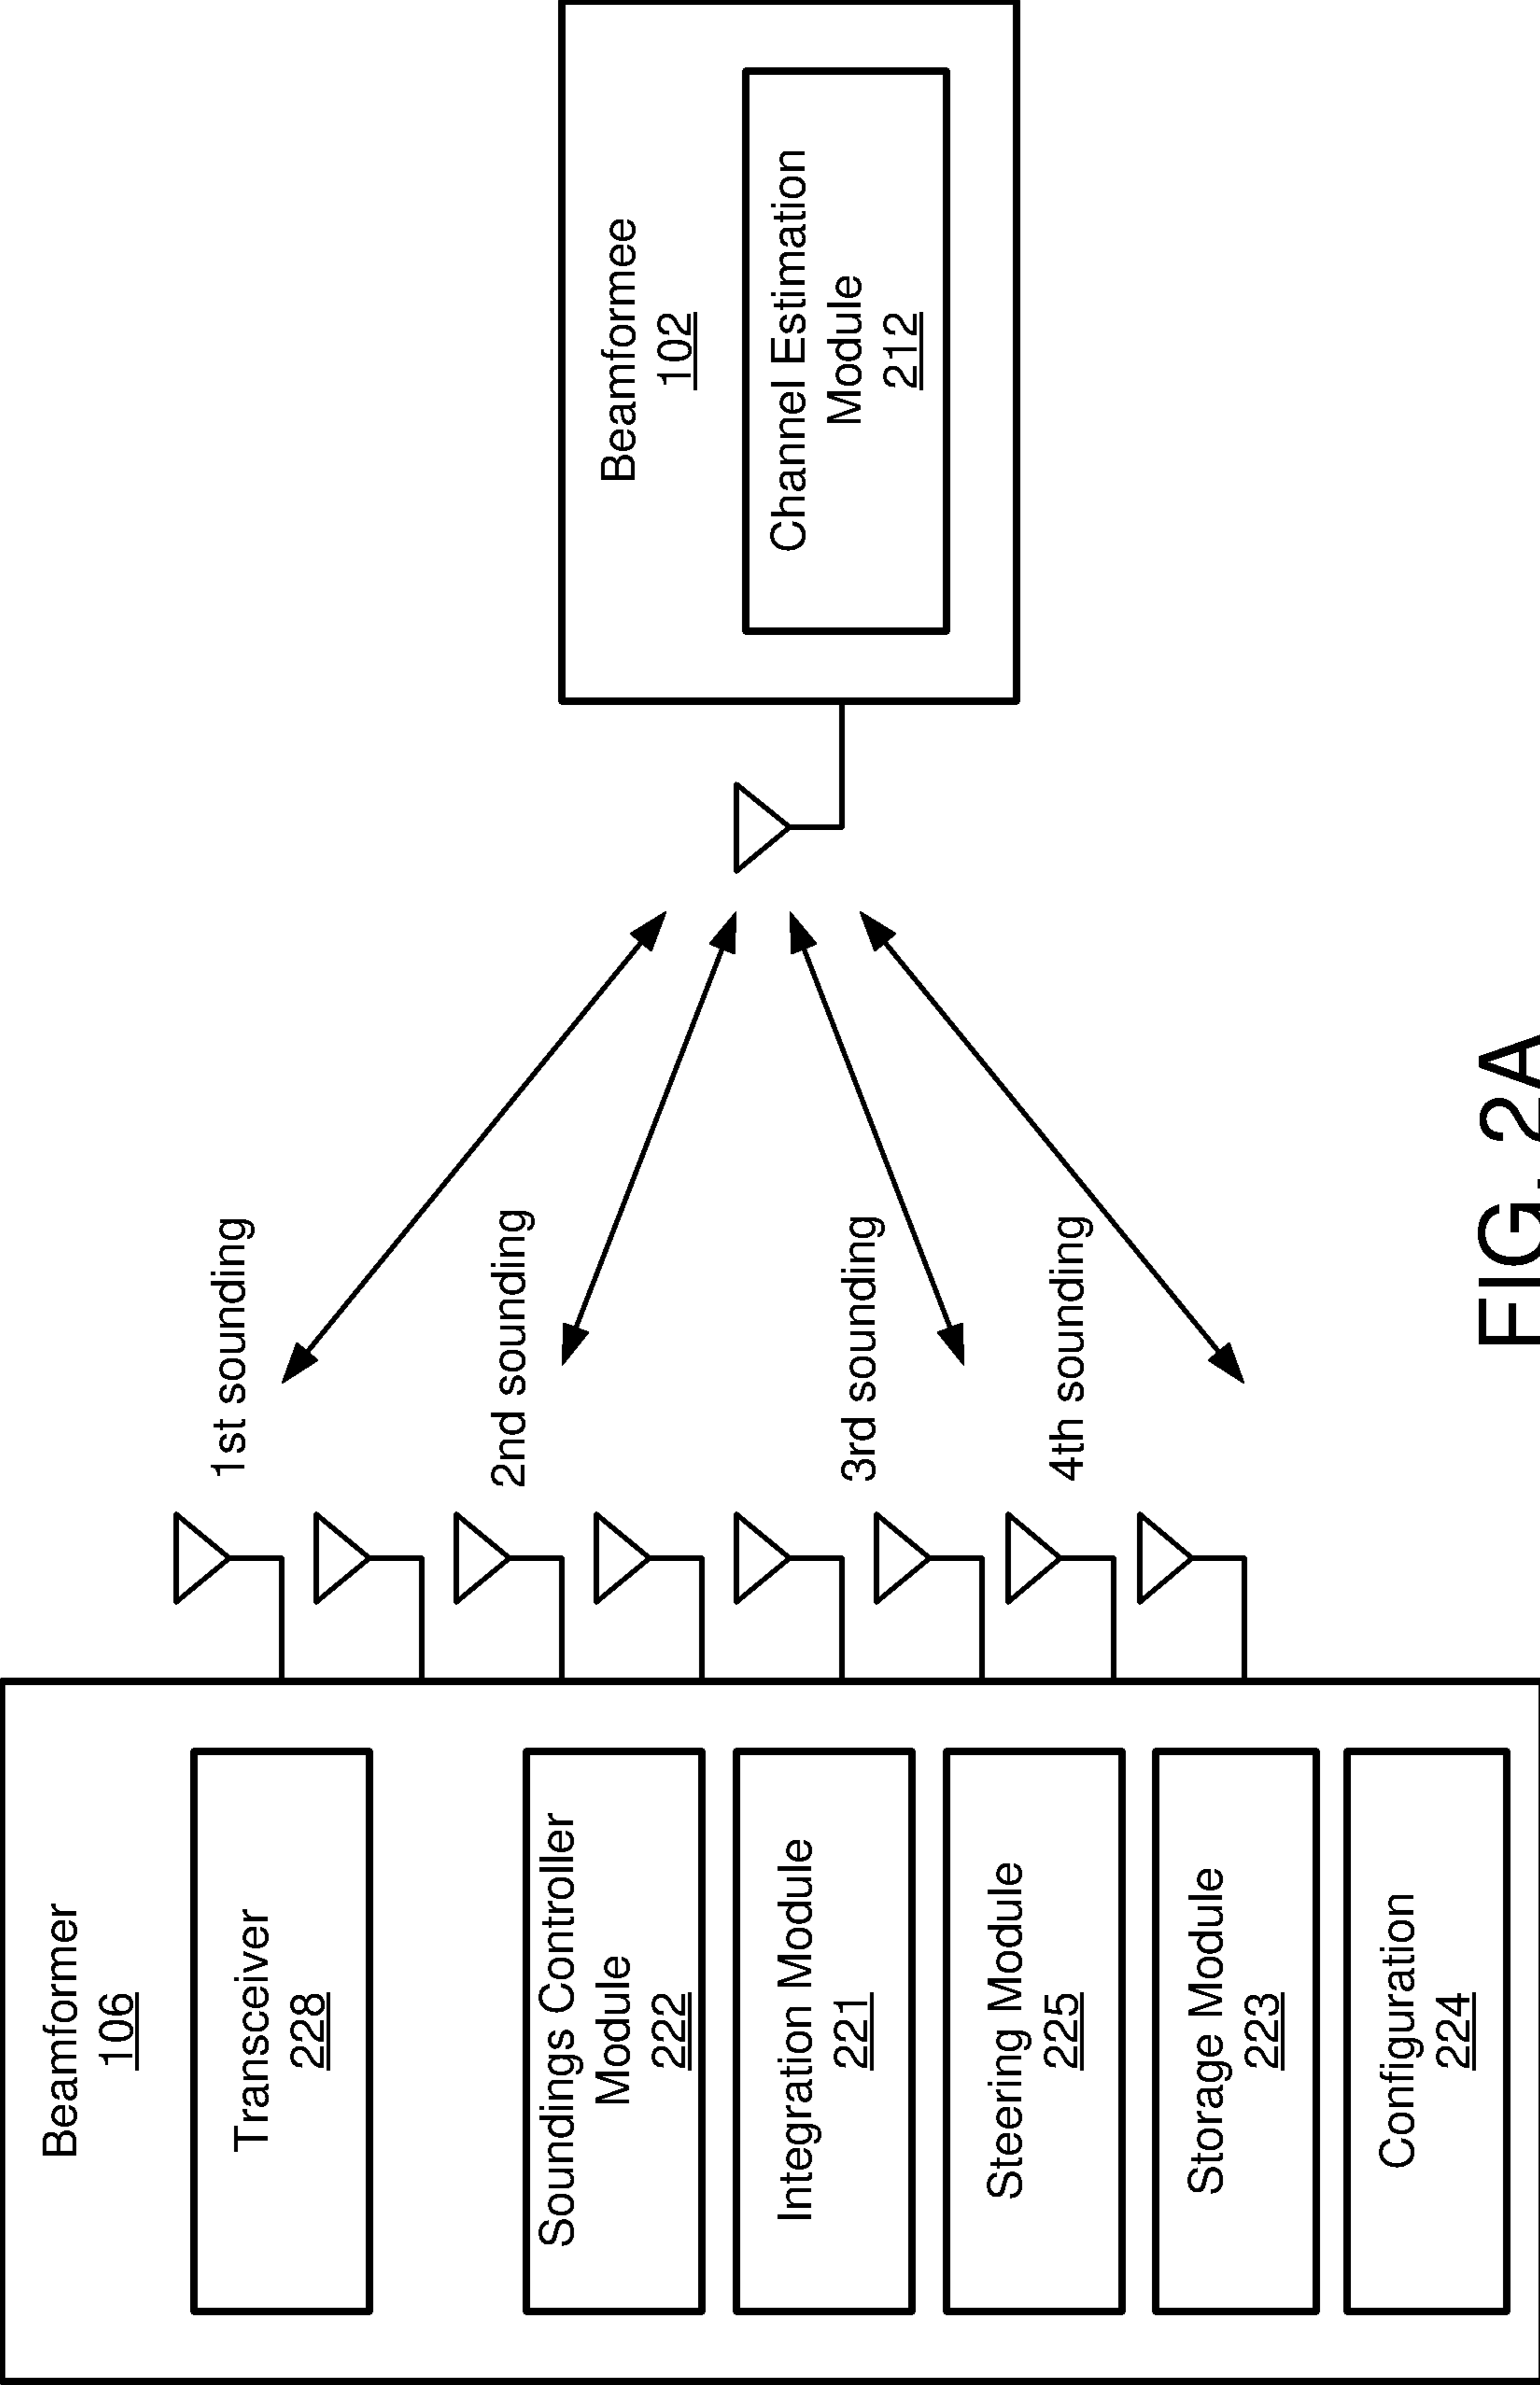 Beamformer
106
Transceiver
228
Soundings Controller
Module
222
Integration Module
221
Steering Module
225
Storage Module
223
Configuration
224
1st sounding
2nd sounding
3rd sounding
4th sounding
Beamformee
102
Channel Estimation
Module
212
FIG. 2A